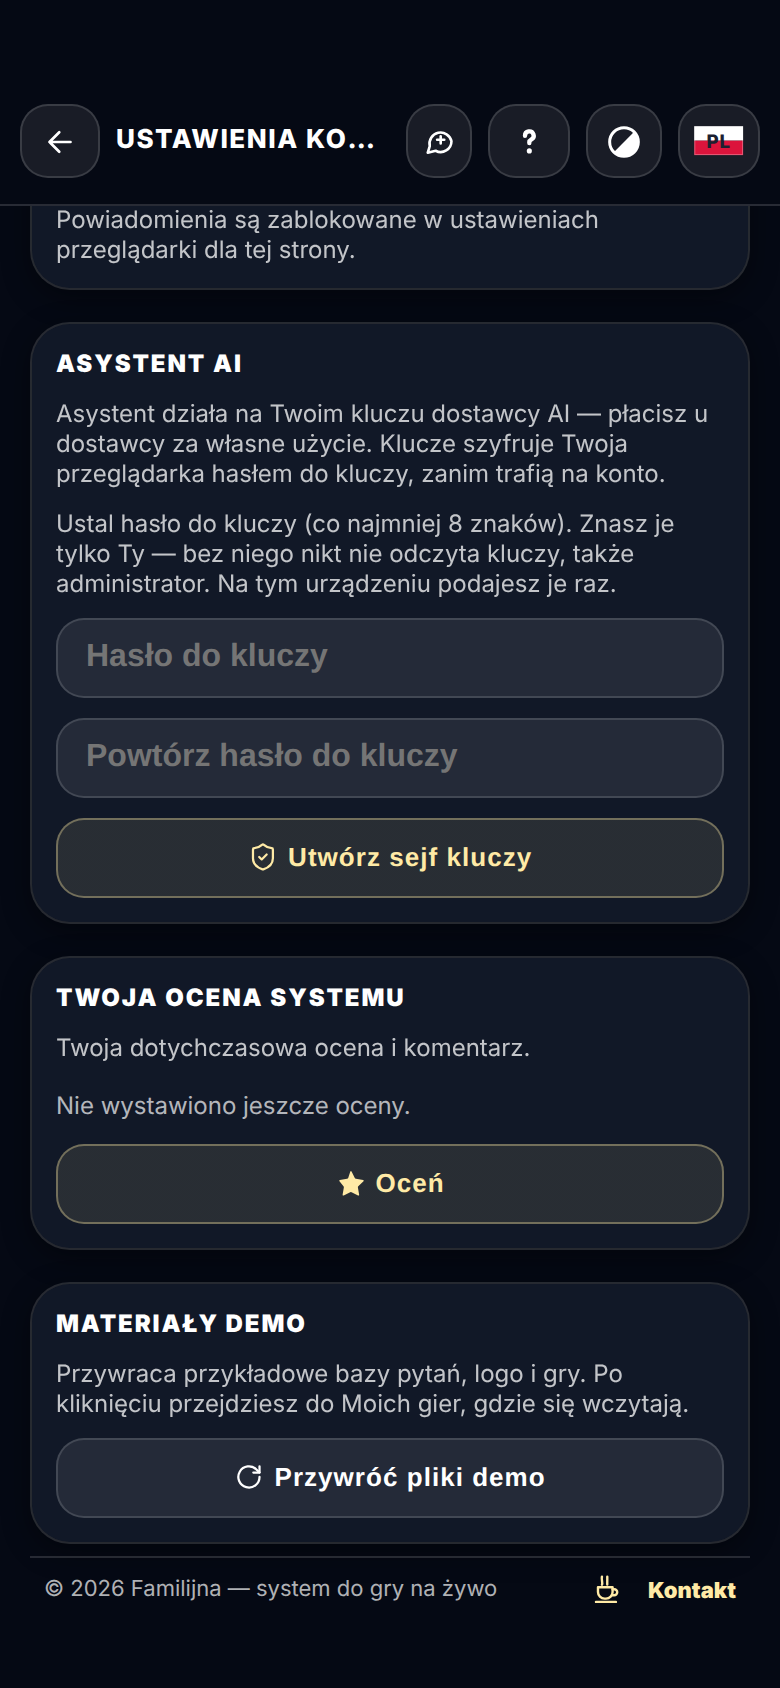 USTAWIENIA KO...
?
PL
Powiadomienia są zablokowane w ustawieniach
przeglądarki dla tej strony.
ASYSTENT AI
Asystent działa na Twoim kluczu dostawcy AI — płacisz u
dostawcy za własne użycie. Klucze szyfruje Twoja
przeglądarka hasłem do kluczy, zanim trafią na konto.
Ustal hasło do kluczy (co najmniej 8 znaków). Znasz je
tylko Ty — bez niego nikt nie odczyta kluczy, także
administrator. Na tym urządzeniu podajesz je raz.
Hasło do kluczy
Powtórz hasło do kluczy
Utwórz sejf kluczy
TWOJA OCENA SYSTEMU
Twoja dotychczasowa ocena i komentarz.
Nie wystawiono jeszcze oceny.
Oceń
MATERIAŁY DEMO
Przywraca przykładowe bazy pytań, logo i gry. Po
kliknięciu przejdziesz do Moich gier, gdzie się wczytają.
Przywróć pliki demo
© 2026 Familijna — system do gry na żywo
Kontakt